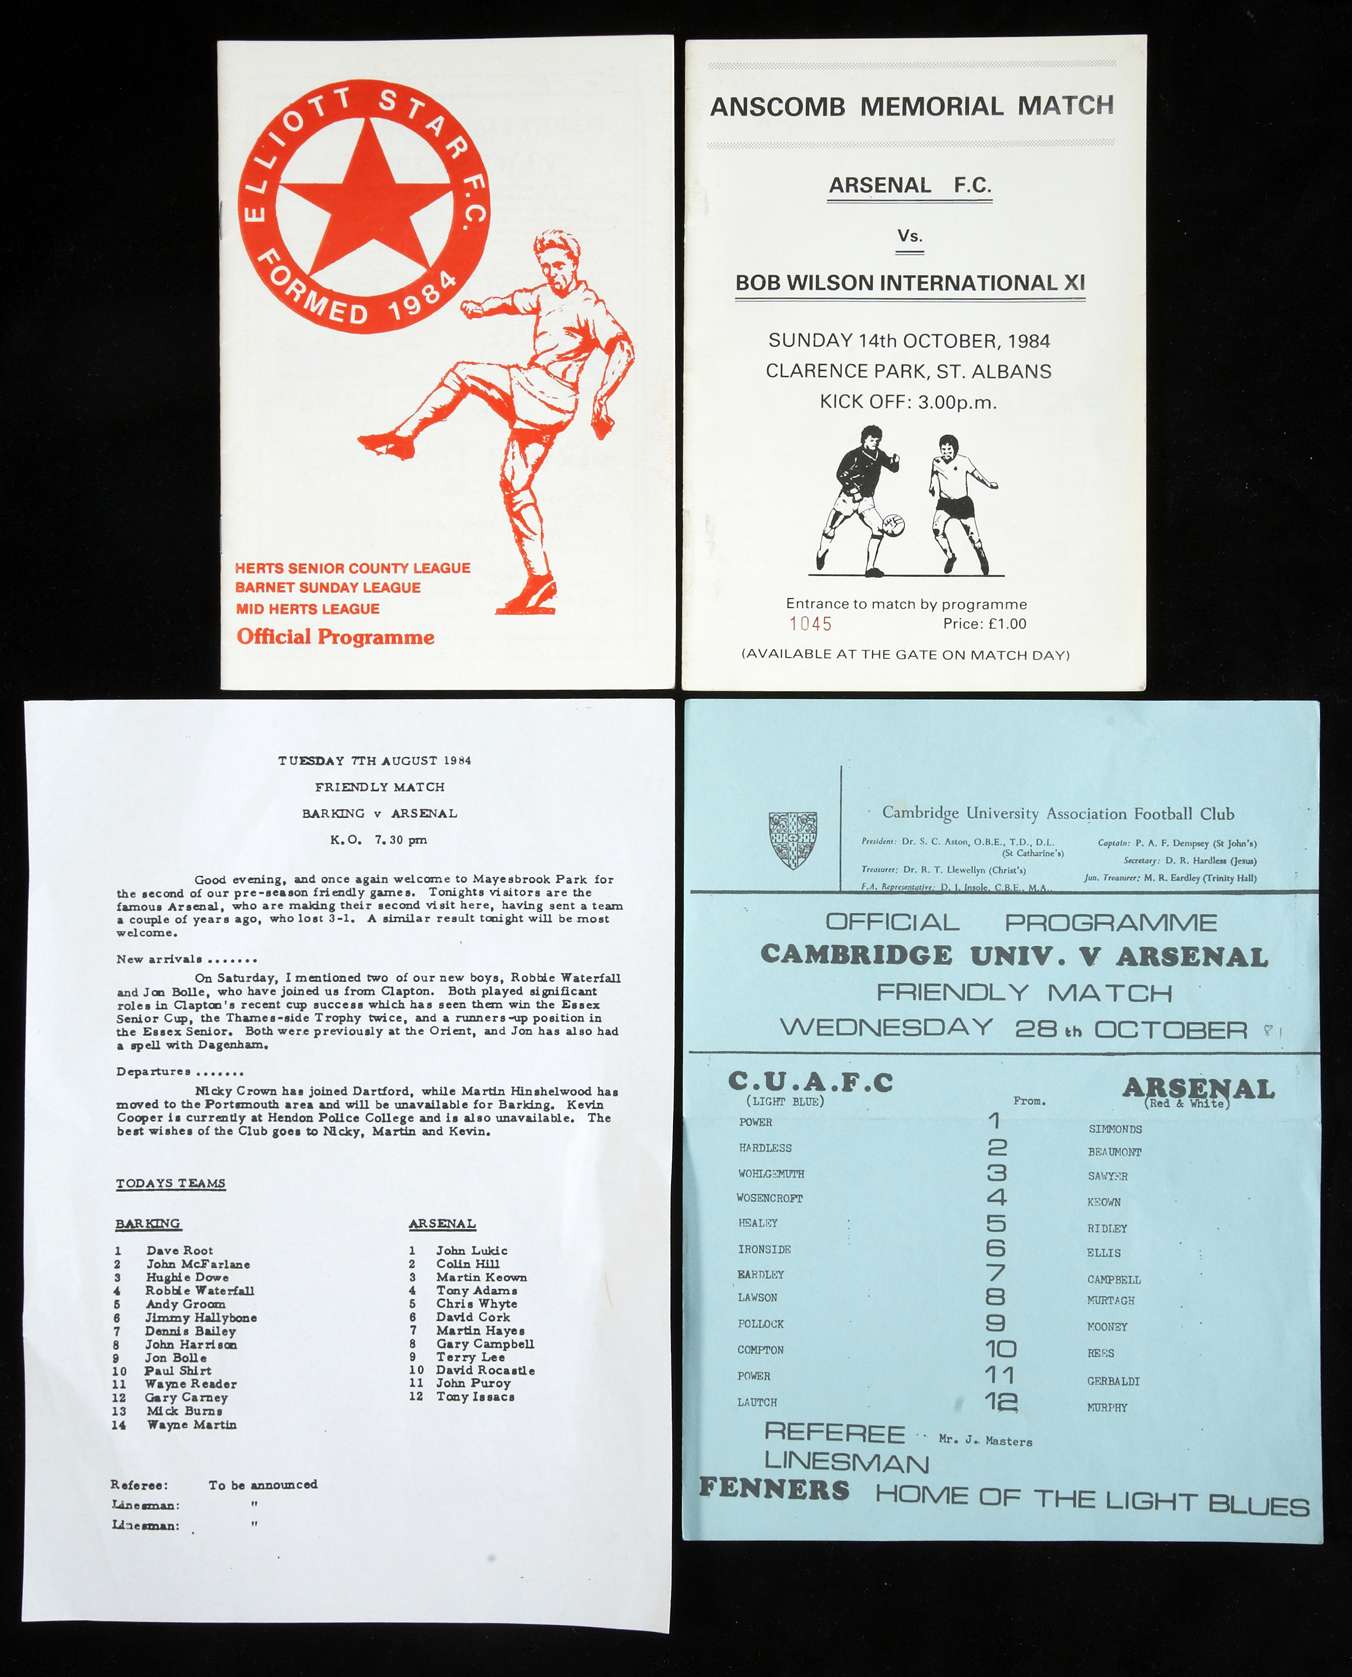 ELLIOTT STAR F.C.
FORMED 1984
HERTS SENIOR COUNTY LEAGUE
BARNET SUNDAY LEAGUE
MID HERTS LEAGUE
Official Programme
ANSCOMB MEMORIAL MATCH
ARSENAL F.C.
Vs.
BOB WILSON INTERNATIONAL XI
SUNDAY 14th OCTOBER, 1984
CLARENCE PARK, ST. ALBANS
KICK OFF: 3.00p.m.
Entrance to match by programme
1045 Price: £1.00
(AVAILABLE AT THE GATE ON MATCH DAY)
TUESDAY 7TH AUGUST 1984
FRIENDLY MATCH
BARKING v ARSENAL
K.O. 7.30 pm
Good evening, and once again welcome to Mayesbrook Park for
the second of our pre-season friendly games. Tonights visitors are the
famous Arsenal, who are making their second visit here, having sent a team
a couple of years ago, who lost 3-1. A similar result tonight will be most
welcome.
New arrivals .......
On Saturday, I mentioned two of our new boys, Robbie Waterfall
and Jon Bolle, who have joined us from Clapton. Both played significant
roles in Clapton's recent cup success which has seen them win the Essex
Senior Cup, the Thames-side Trophy twice, and a runners-up position in
the Essex Senior. Both were previously at the Orient, and Jon has also had
a spell with Dagenham.
Departures .......
Nicky Crown has joined Dartford, while Martin Hinshelwood has
moved to the Portsmouth area and will be unavailable for Barking. Kevin
Cooper is currently at Hendon Police College and is also unavailable. The
best wishes of the Club goes to Nicky, Martin and Kevin.
TODAYS TEAMS
BARKING ARSENAL
1 Dave Root 1 John Lukic
2 John McFarlane 2 Colin Hill
3 Hughie Dowe 3 Martin Keown
4 Robbie Waterfall 4 Tony Adams
5 Andy Groom 5 Chris Whyte
6 Jimmy Hallybone 6 David Cork
7 Dennis Bailey 7 Martin Hayes
8 John Harrison 8 Gary Campbell
9 Jon Bolle 9 Terry Lee
10 Paul Shirt 10 David Rocastle
11 Wayne Reader 11 John Puroy
12 Gary Carney 12 Tony Issacs
13 Mick Burns
14 Wayne Martin
Referee: To be announced
Linesman: "
Linesman: "
Cambridge University Association Football Club
President: Dr. S. C. Aston, O.B.E., T.D., D.L. Captain: P. A. F. Dempsey (St John's)
(St Catharine's) Secretary: D. R. Hardless (Jesus)
Treasurer: Dr. R. T. Llewellyn (Christ's) Jun. Treasurer: M. R. Eardley (Trinity Hall)
F.A. Representative: D. J. Insole, C.B.E., M.A.
OFFICIAL PROGRAMME
CAMBRIDGE UNIV. V ARSENAL
FRIENDLY MATCH
WEDNESDAY 28th OCTOBER 81
C.U.A.F.C ARSENAL
(LIGHT BLUE) From. (Red & White)
POWER 1 SIMMONDS
HARDLESS 2 BEAUMONT
WOHLGEMUTH 3 SAWYER
WOSENCROFT 4 KEOWN
HEALEY 5 RIDLEY
IRONSIDE 6 ELLIS
EARDLEY 7 CAMPBELL
LAWSON 8 MURTAGH
POLLOCK 9 MOONEY
COMPTON 10 REES
POWER 11 GERBALDI
LAUTCH 12 MURPHY
REFEREE Mr. J. Masters
LINESMAN
FENNERS HOME OF THE LIGHT BLUES